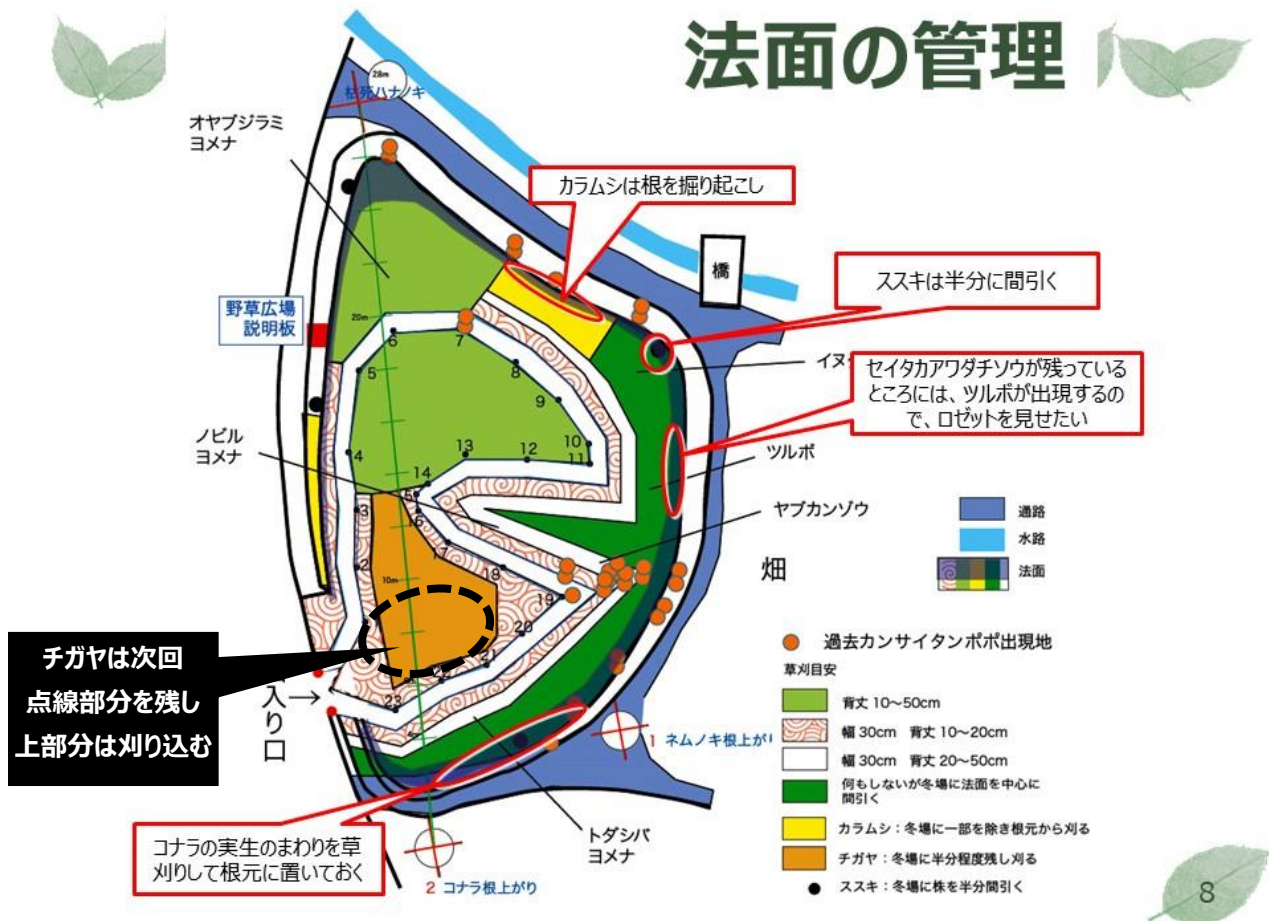 法面の管理
28m
枯死ハナノキ
オヤブジラミ
ヨメナ
カラムシは根を掘り起こし
橋
ススキは半分に間引く
野草広場
説明板
20m
6
7
5
8
イヌ
セイタカアワダチソウが残っている
ところには、ツルボが出現するの
で、ロゼットを見せたい
9
ノビル
ヨメナ
10
13
12
11
4
ツルボ
14
15
16
3
ヤブカンゾウ
通路
水路
17
畑
法面
2
18
10m
19
20
過去カンサイタンポポ出現地
チガヤは次回
点線部分を残し
上部分は刈り込む
草刈目安
21
22
入り口
→
23
背丈 10～50cm
幅 30cm 背丈 10～20cm
1 ネムノキ根上がり
幅 30cm 背丈 20～50cm
何もしないが冬場に法面を中心に
間引く
カラムシ：冬場に一部を除き根元から刈る
コナラの実生のまわりを草
刈りして根元に置いておく
トダシバ
ヨメナ
チガヤ：冬場に半分程度残し刈る
2 コナラ根上がり
ススキ：冬場に株を半分間引く
8